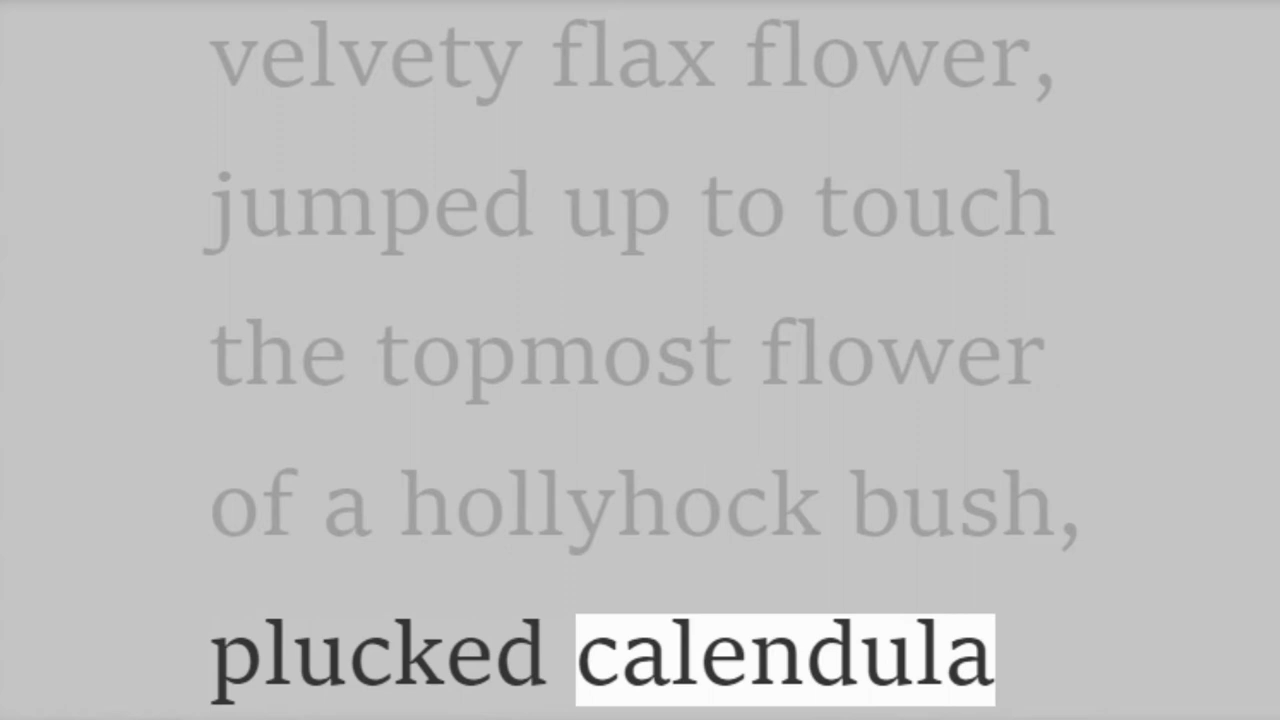 velvety flax flower,
jumped up to touch
the topmost flower
of a hollyhock bush,
plucked calendula